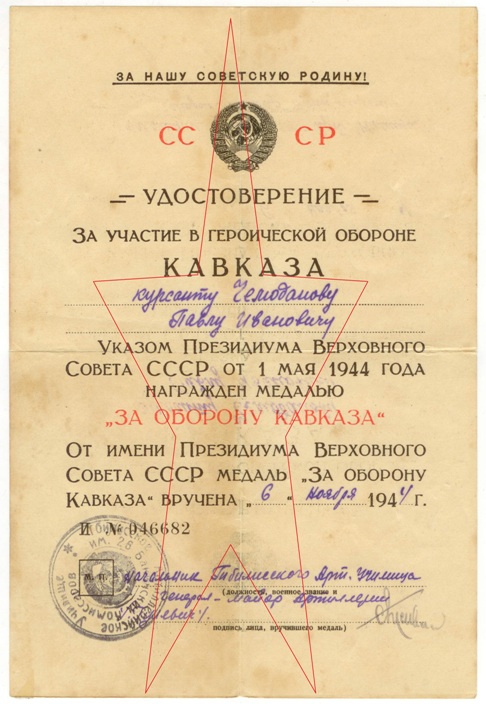 ЗА НАШУ СОВЕТСКУЮ РОДИНУ!
СССР
УДОСТОВЕРЕНИЕ
ЗА УЧАСТИЕ В ГЕРОИЧЕСКОЙ ОБОРОНЕ
КАВКАЗА
курсанту Чемоданову
Павлу Ивановичу
УКАЗОМ ПРЕЗИДИУМА ВЕРХОВНОГО
СОВЕТА СССР ОТ 1 МАЯ 1944 ГОДА
НАГРАЖДЕН МЕДАЛЬЮ
„ЗА ОБОРОНУ КАВКАЗА“
ОТ ИМЕНИ ПРЕЗИДИУМА ВЕРХОВНОГО
СОВЕТА СССР МЕДАЛЬ „ЗА ОБОРОНУ
КАВКАЗА“ ВРУЧЕНА „6“ ноября 1944 г.
И № 046682
М. П.
Начальник Тбилисского Арт. Училища
(должность, военное звание и
Генерал-майор Артиллерии
подпись лица, вручившего медаль)